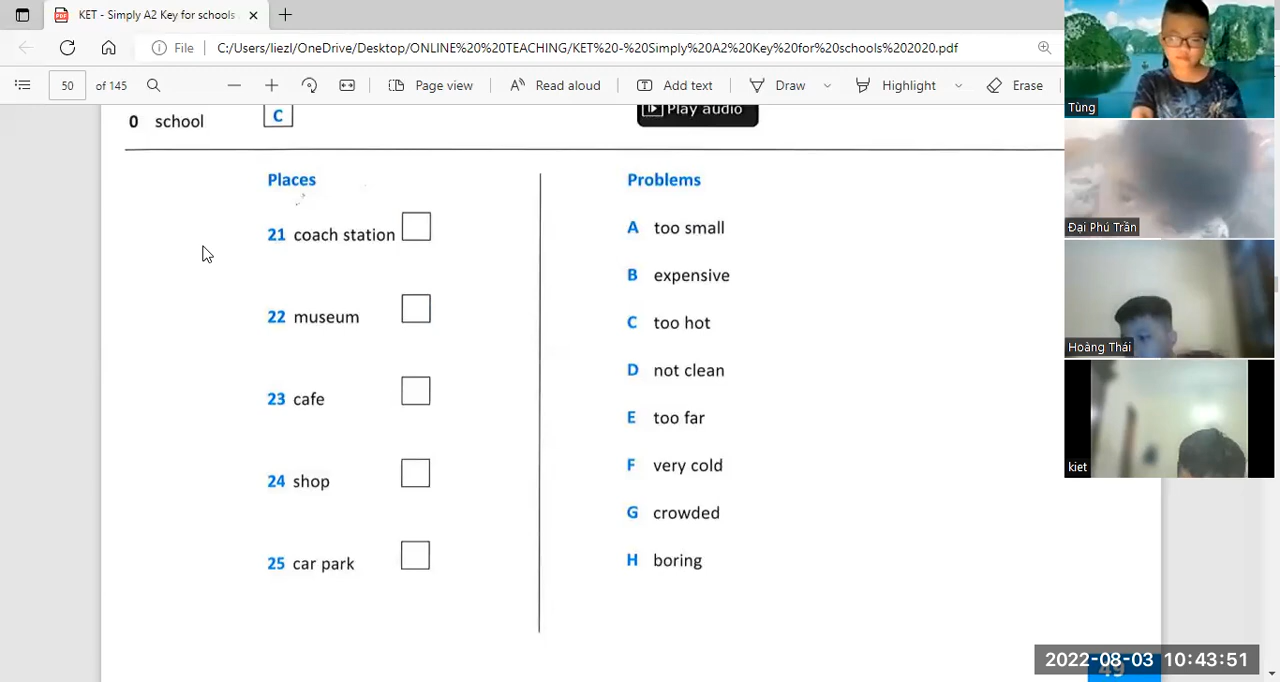 KET - Simply A2 Key for schools
File C:/Users/liezl/OneDrive/Desktop/ONLINE%20%20TEACHING/KET%20-%20Simply%20A2%20Key%20for%20schools%202020.pdf
50 of 145 Page view Read aloud Add text Draw Highlight Erase
0 school C
Play audio
Places
21 coach station
22 museum
23 cafe
24 shop
25 car park
Problems
A too small
B expensive
C too hot
D not clean
E too far
F very cold
G crowded
H boring
Tùng
Đại Phú Trần
Hoàng Thái
kiet
49
2022-08-03 10:43:51